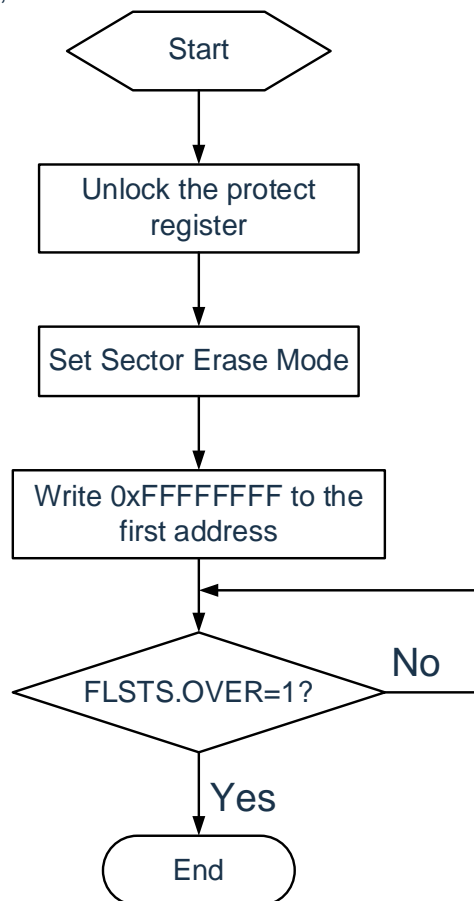 Start
Unlock the protect
register
Set Sector Erase Mode
Write 0xFFFFFFFF to the
first address
FLSTS.OVER=1?
No
Yes
End